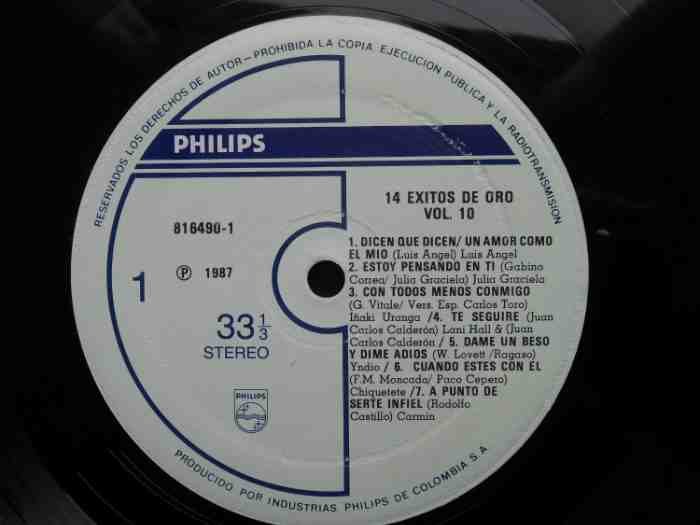 RESERVADOS LOS DERECHOS DE AUTOR — PROHIBIDA LA COPIA EJECUCION PUBLICA Y LA RADIOTRANSMISION
PHILIPS
816490-1
℗ 1987
1
33 1/3
STEREO
PHILIPS
14 EXITOS DE ORO
VOL. 10
1. DICEN QUE DICEN/ UN AMOR COMO
EL MIO (Luis Angel) Luis Angel
2. ESTOY PENSANDO EN TI (Gabino
Correa/ Julia Graciela) Julia Graciela
3. CON TODOS MENOS CONMIGO
(G. Vitale/ Vers. Esp. Carlos Toro)
Iñaki Uranga /4. TE SEGUIRE (Juan
Carlos Calderón) Lani Hall & (Juan
Carlos Calderón / 5. DAME UN BESO
Y DIME ADIOS (W. Lovett /Ragaso)
Yndio / 6. CUANDO ESTES CON EL
(F.M. Moncada/ Paco Cepero)
Chiquetete /7. A PUNTO DE
SERTE INFIEL (Rodolfo
Castillo) Carmin
PRODUCIDO POR INDUSTRIAS PHILIPS DE COLOMBIA S.A